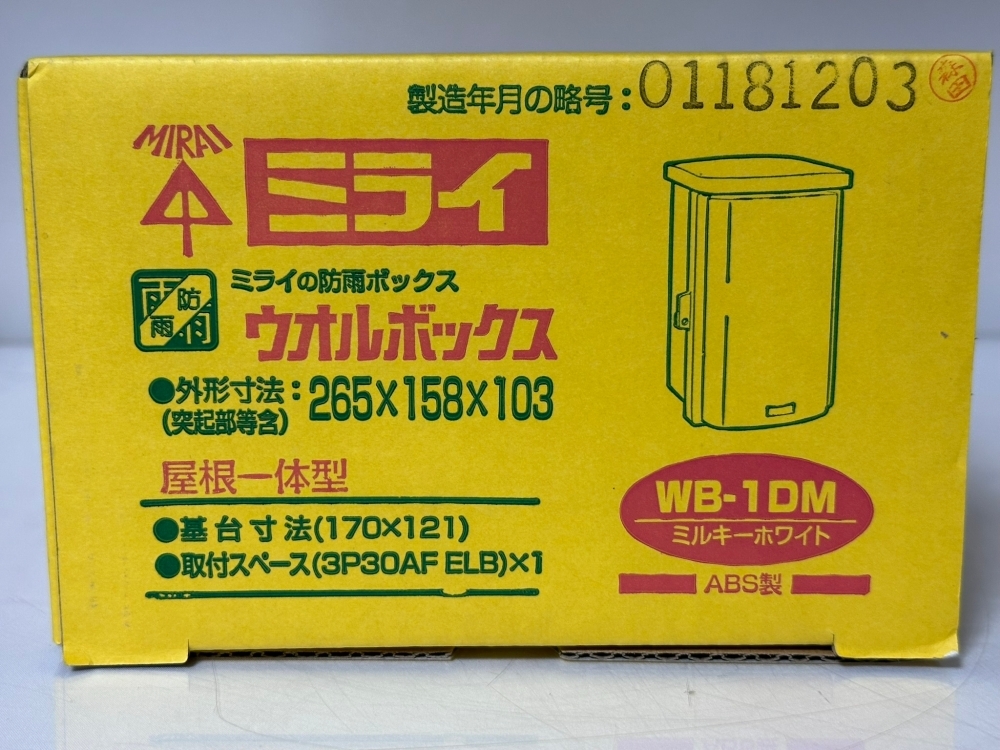 製造年月の略号:01181203
森田
MIRAI
ミライ
防雨
ミライの防雨ボックス
ウオルボックス
●外形寸法:265×158×103
(突起部等含)
屋根一体型
●基台寸法(170×121)
●取付スペース(3P30AF ELB)×1
WB-1DM
ミルキーホワイト
ABS製